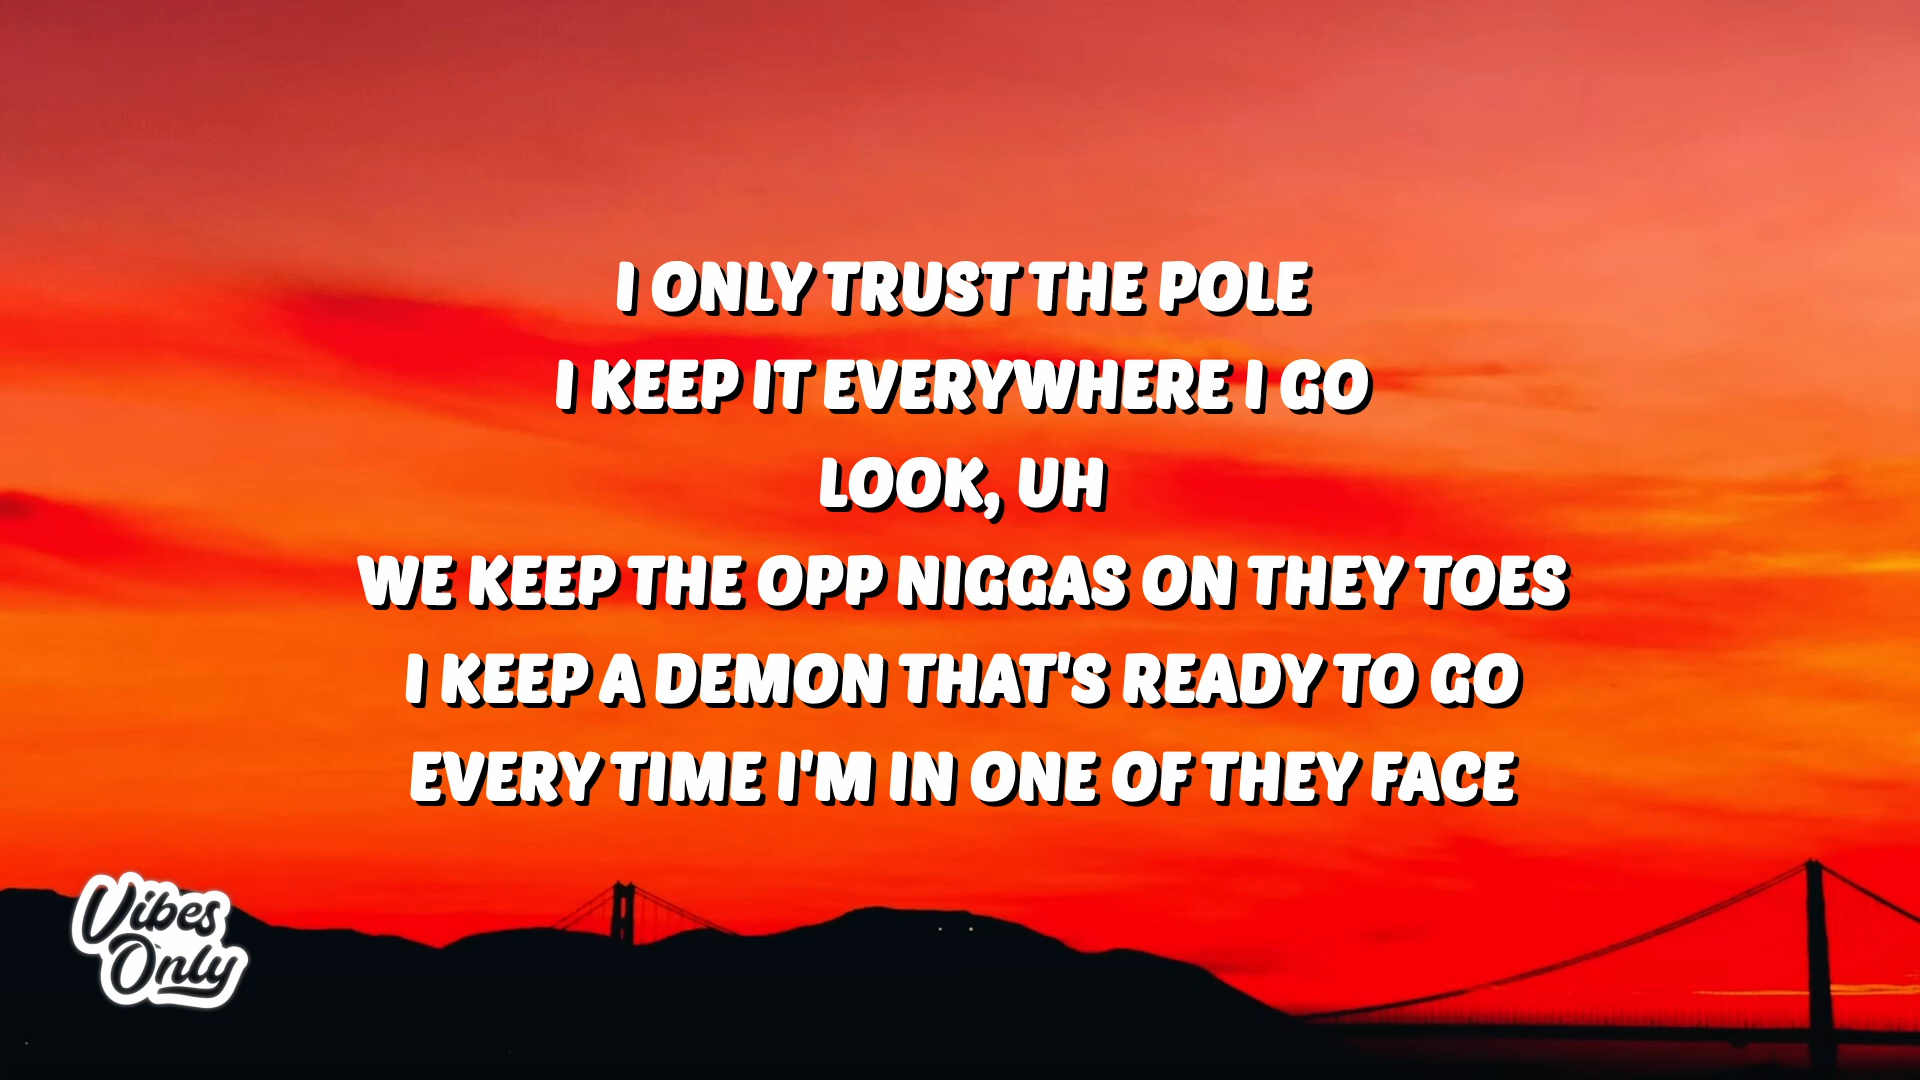 I ONLY TRUST THE POLE
I KEEP IT EVERYWHERE I GO
LOOK, UH
WE KEEP THE OPP NIGGAS ON THEY TOES
I KEEP A DEMON THAT'S READY TO GO
EVERY TIME I'M IN ONE OF THEY FACE
Vibes
Only